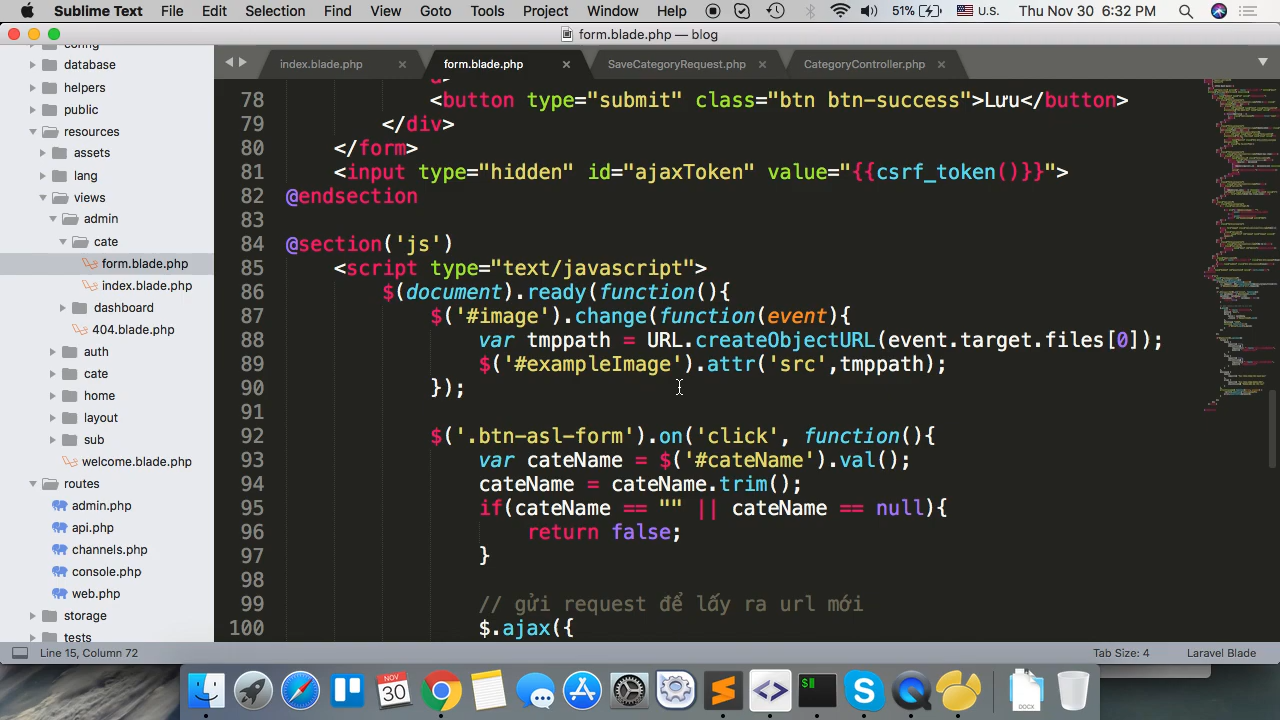 Sublime Text File Edit Selection Find View Goto Tools Project Window Help 51% U.S. Thu Nov 30 6:32 PM
form.blade.php — blog
config
database
helpers
public
resources
assets
lang
views
admin
cate
form.blade.php
index.blade.php
dashboard
404.blade.php
auth
cate
home
layout
sub
welcome.blade.php
routes
admin.php
api.php
channels.php
console.php
web.php
storage
tests
index.blade.php form.blade.php SaveCategoryRequest.php CategoryController.php
a>
78 <button type="submit" class="btn btn-success">Lưu</button>
79 </div>
80 </form>
81 <input type="hidden" id="ajaxToken" value="{{csrf_token()}}">
82 @endsection
83
84 @section('js')
85 <script type="text/javascript">
86 $(document).ready(function(){
87 $('#image').change(function(event){
88 var tmppath = URL.createObjectURL(event.target.files[0]);
89 $('#exampleImage').attr('src',tmppath);
90 });
91
92 $('.btn-asl-form').on('click', function(){
93 var cateName = $('#cateName').val();
94 cateName = cateName.trim();
95 if(cateName == "" || cateName == null){
96 return false;
97 }
98
99 // gửi request để lấy ra url mới
100 $.ajax({
Line 15, Column 72 Tab Size: 4 Laravel Blade
NOV
30
DOCX